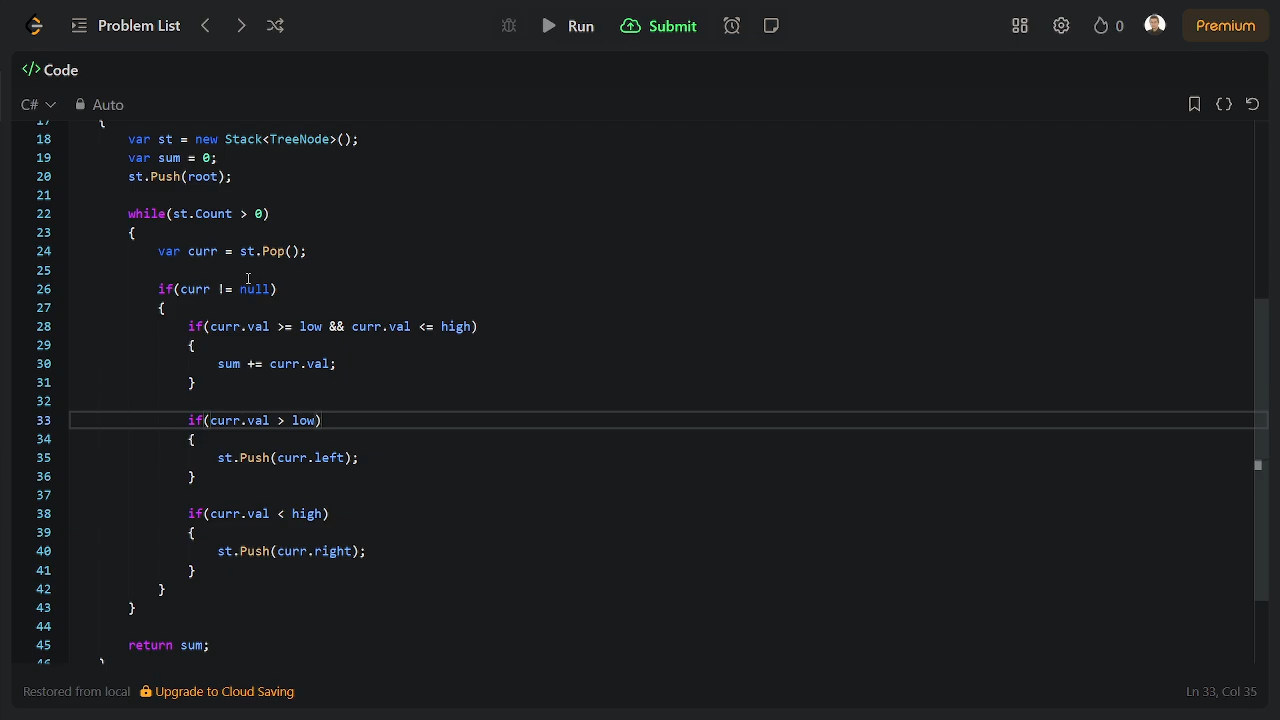 Problem List
Run
Submit
0
Premium
</> Code
C#
Auto
17 {
18 var st = new Stack<TreeNode>();
19 var sum = 0;
20 st.Push(root);
21
22 while(st.Count > 0)
23 {
24 var curr = st.Pop();
25
26 if(curr != null)
27 {
28 if(curr.val >= low && curr.val <= high)
29 {
30 sum += curr.val;
31 }
32
33 if(curr.val > low)
34 {
35 st.Push(curr.left);
36 }
37
38 if(curr.val < high)
39 {
40 st.Push(curr.right);
41 }
42 }
43 }
44
45 return sum;
46 }
Restored from local
Upgrade to Cloud Saving
Ln 33, Col 35